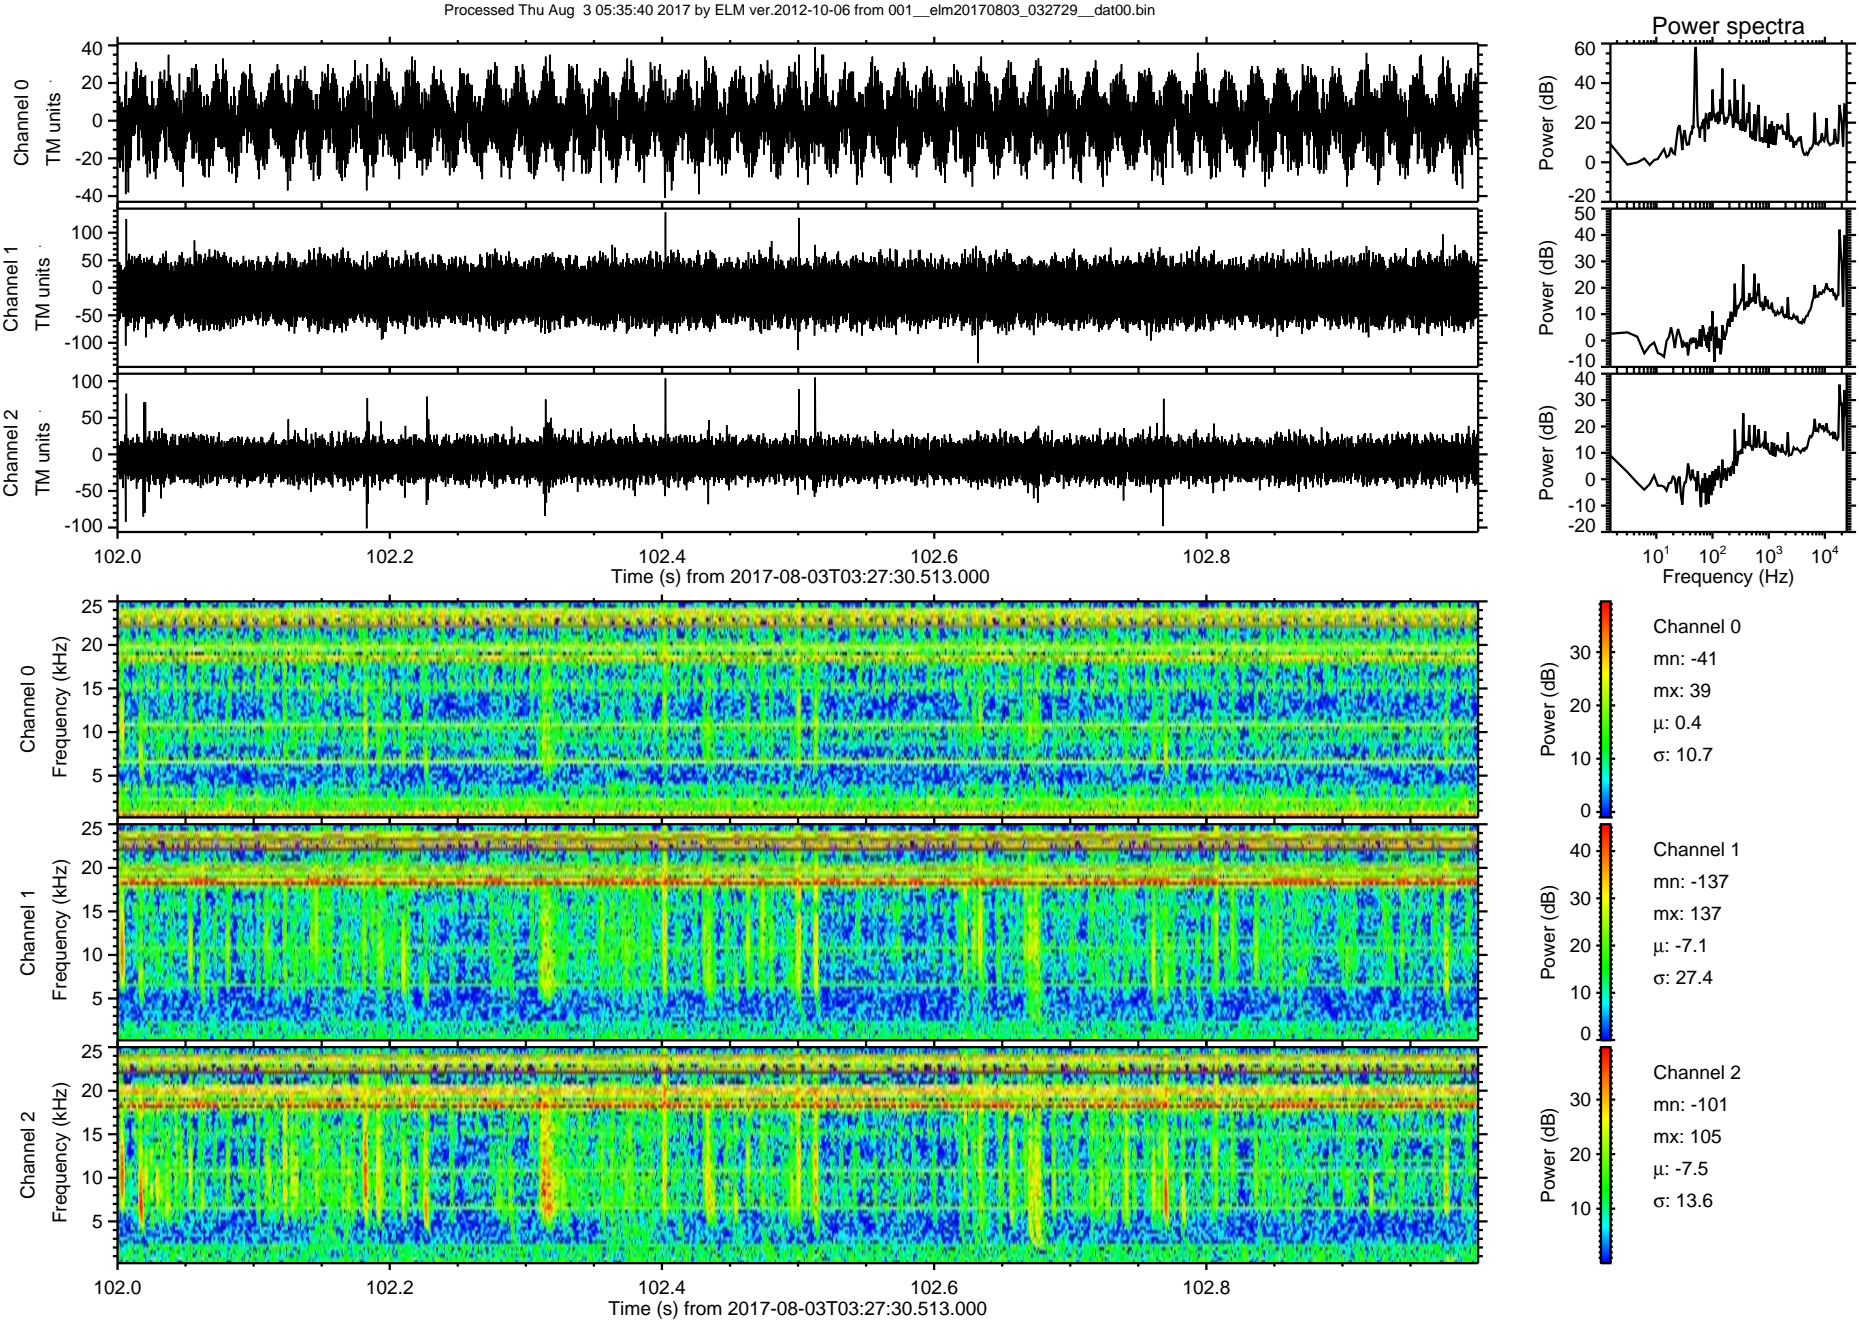 Processed Thu Aug  3 05:35:40 2017 by ELM ver.2012-10-06 from 001__elm20170803_032729__dat00.bin
Power spectra
Channel 0
TM units
40
20
0
-20
-40
Power (dB)
60
40
20
0
-20
Channel 1
TM units
100
50
0
-50
-100
Power (dB)
50
40
30
20
10
0
-10
Channel 2
TM units
100
50
0
-50
-100
Power (dB)
40
30
20
10
0
-10
-20
102.0 102.2 102.4 102.6 102.8
Time (s) from 2017-08-03T03:27:30.513.000
10^1 10^2 10^3 10^4
Frequency (Hz)
Channel 0
Frequency (kHz)
25
20
15
10
5
Power (dB)
30
20
10
0
Channel 0
mn: -41
mx: 39
μ: 0.4
σ: 10.7
Channel 1
Frequency (kHz)
25
20
15
10
5
Power (dB)
40
30
20
10
0
Channel 1
mn: -137
mx: 137
μ: -7.1
σ: 27.4
Channel 2
Frequency (kHz)
25
20
15
10
5
Power (dB)
30
20
10
Channel 2
mn: -101
mx: 105
μ: -7.5
σ: 13.6
102.0 102.2 102.4 102.6 102.8
Time (s) from 2017-08-03T03:27:30.513.000